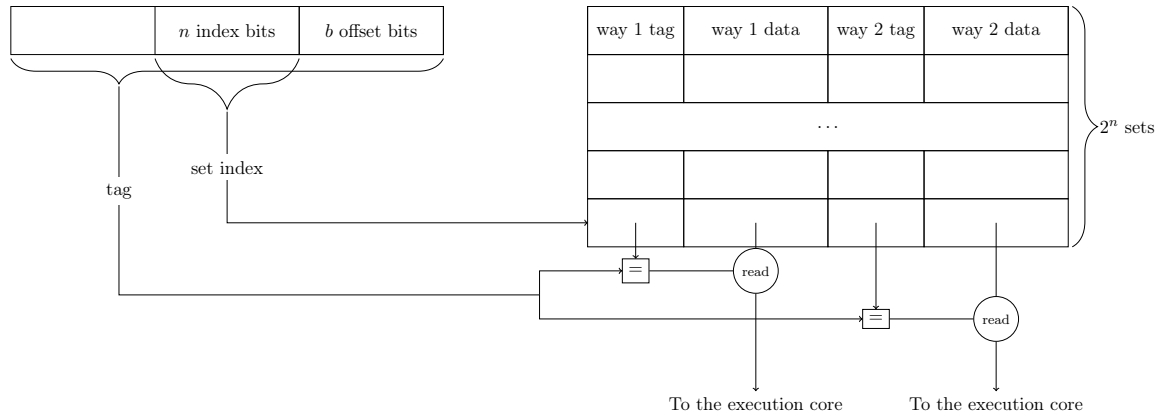 n index bits
b offset bits
way 1 tag
way 1 data
way 2 tag
way 2 data
...
2^n sets
set index
tag
=
read
=
read
To the execution core
To the execution core